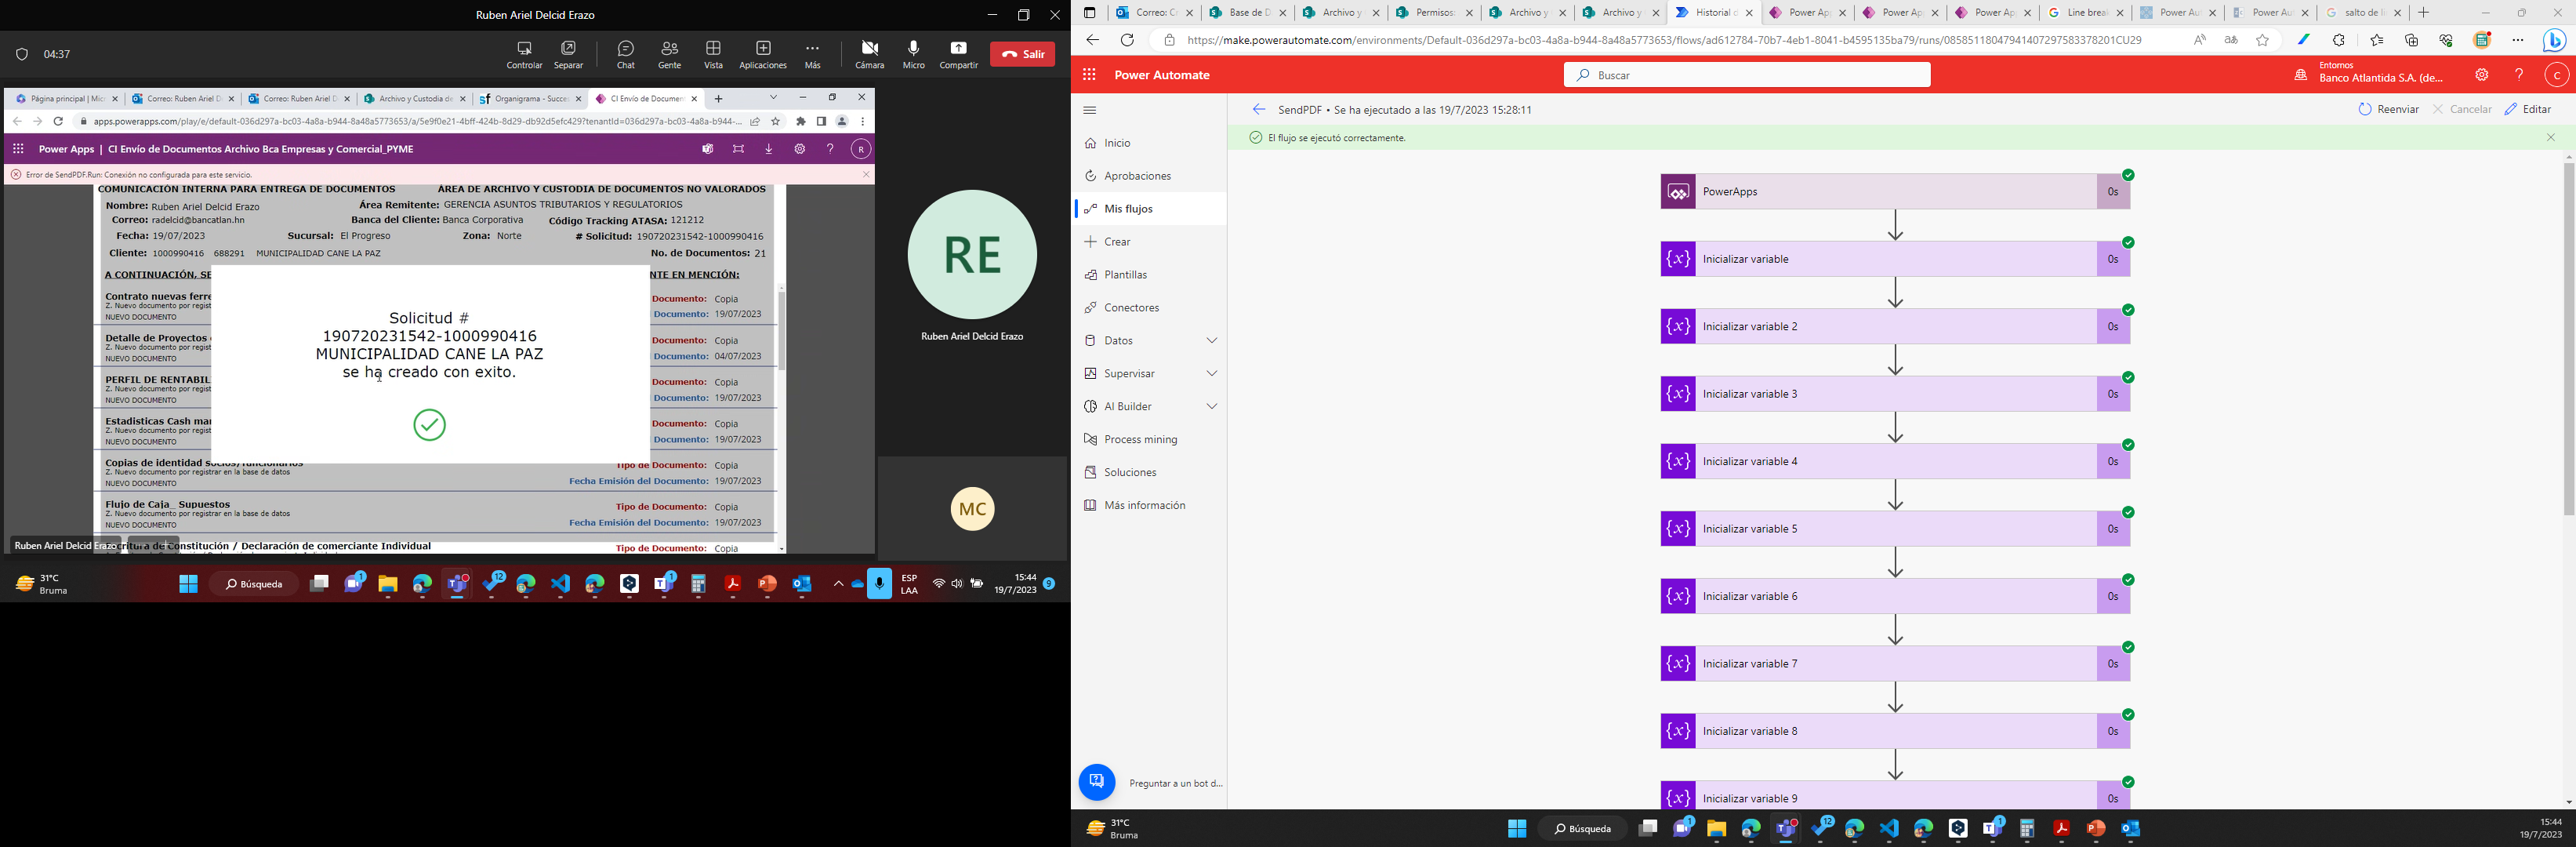 Ruben Ariel Delcid Erazo
04:37
Controlar
Separar
Chat
Gente
Vista
Aplicaciones
Más
Cámara
Micro
Compartir
Salir
Página principal | Mic
Correo: Ruben Ariel D
Correo: Ruben Ariel D
Archivo y Custodia de
Organigrama - Succe
CI Envío de Documen
apps.powerapps.com/play/e/default-036d297a-bc03-4a8a-b944-8a48a5773653/a/5e9f0e21-4bff-424b-8d29-db92d5efc429?tenantId=036d297a-bc03-4a8a-b944-...
Power Apps | CI Envío de Documentos Archivo Bca Empresas y Comercial_PYME
R
Error de SendPDF.Run: Conexión no configurada para este servicio.
COMUNICACIÓN INTERNA PARA ENTREGA DE DOCUMENTOS ÁREA DE ARCHIVO Y CUSTODIA DE DOCUMENTOS NO VALORADOS
Nombre: Ruben Ariel Delcid Erazo Área Remitente: GERENCIA ASUNTOS TRIBUTARIOS Y REGULATORIOS
Correo: radelcid@bancatlan.hn Banca del Cliente: Banca Corporativa Código Tracking ATASA: 121212
Fecha: 19/07/2023 Sucursal: El Progreso Zona: Norte # Solicitud: 190720231542-1000990416
Cliente: 1000990416 688291 MUNICIPALIDAD CANE LA PAZ No. de Documentos: 21
A CONTINUACIÓN, SE NTE EN MENCIÓN:
Contrato nuevas ferre Documento: Copia
Z. Nuevo documento por regist
NUEVO DOCUMENTO Documento: 19/07/2023
Detalle de Proyectos Documento: Copia
Z. Nuevo documento por regist
NUEVO DOCUMENTO Documento: 04/07/2023
PERFIL DE RENTABIL Documento: Copia
Z. Nuevo documento por regist
NUEVO DOCUMENTO Documento: 19/07/2023
Estadisticas Cash mar Documento: Copia
Z. Nuevo documento por regist
NUEVO DOCUMENTO Documento: 19/07/2023
Copias de identidad socios/funcionarios Tipo de Documento: Copia
Z. Nuevo documento por registrar en la base de datos
NUEVO DOCUMENTO Fecha Emisión del Documento: 19/07/2023
Flujo de Caja_ Supuestos Tipo de Documento: Copia
Z. Nuevo documento por registrar en la base de datos
NUEVO DOCUMENTO Fecha Emisión del Documento: 19/07/2023
critura de Constitución / Declaración de comerciante Individual Tipo de Documento: Copia
Solicitud #
190720231542-1000990416
MUNICIPALIDAD CANE LA PAZ
se ha creado con exito.
Ruben Ariel Delcid Erazo
RE
Ruben Ariel Delcid Erazo
MC
31°C
Bruma
Búsqueda
1
12
1
ESP
LAA
15:44
19/7/2023
9
Correo: Cr
Base de D
Archivo y
Permisos:
Archivo y
Archivo y
Historial d
Power Ap
Power Ap
Power Ap
Line break
Power Au
Power Au
salto de lí
https://make.powerautomate.com/environments/Default-036d297a-bc03-4a8a-b944-8a48a5773653/flows/ad612784-70b7-4eb1-8041-b4595135ba79/runs/08585118047941407297583378201CU29
Power Automate
Buscar
Entornos
Banco Atlantida S.A. (de...
C
SendPDF • Se ha ejecutado a las 19/7/2023 15:28:11
Reenviar
Cancelar
Editar
El flujo se ejecutó correctamente.
Inicio
Aprobaciones
Mis flujos
Crear
Plantillas
Conectores
Datos
Supervisar
AI Builder
Process mining
Soluciones
Más información
Preguntar a un bot d...
PowerApps 0s
{x} Inicializar variable 0s
{x} Inicializar variable 2 0s
{x} Inicializar variable 3 0s
{x} Inicializar variable 4 0s
{x} Inicializar variable 5 0s
{x} Inicializar variable 6 0s
{x} Inicializar variable 7 0s
{x} Inicializar variable 8 0s
{x} Inicializar variable 9 0s
31°C
Bruma
Búsqueda
1
12
1
15:44
19/7/2023